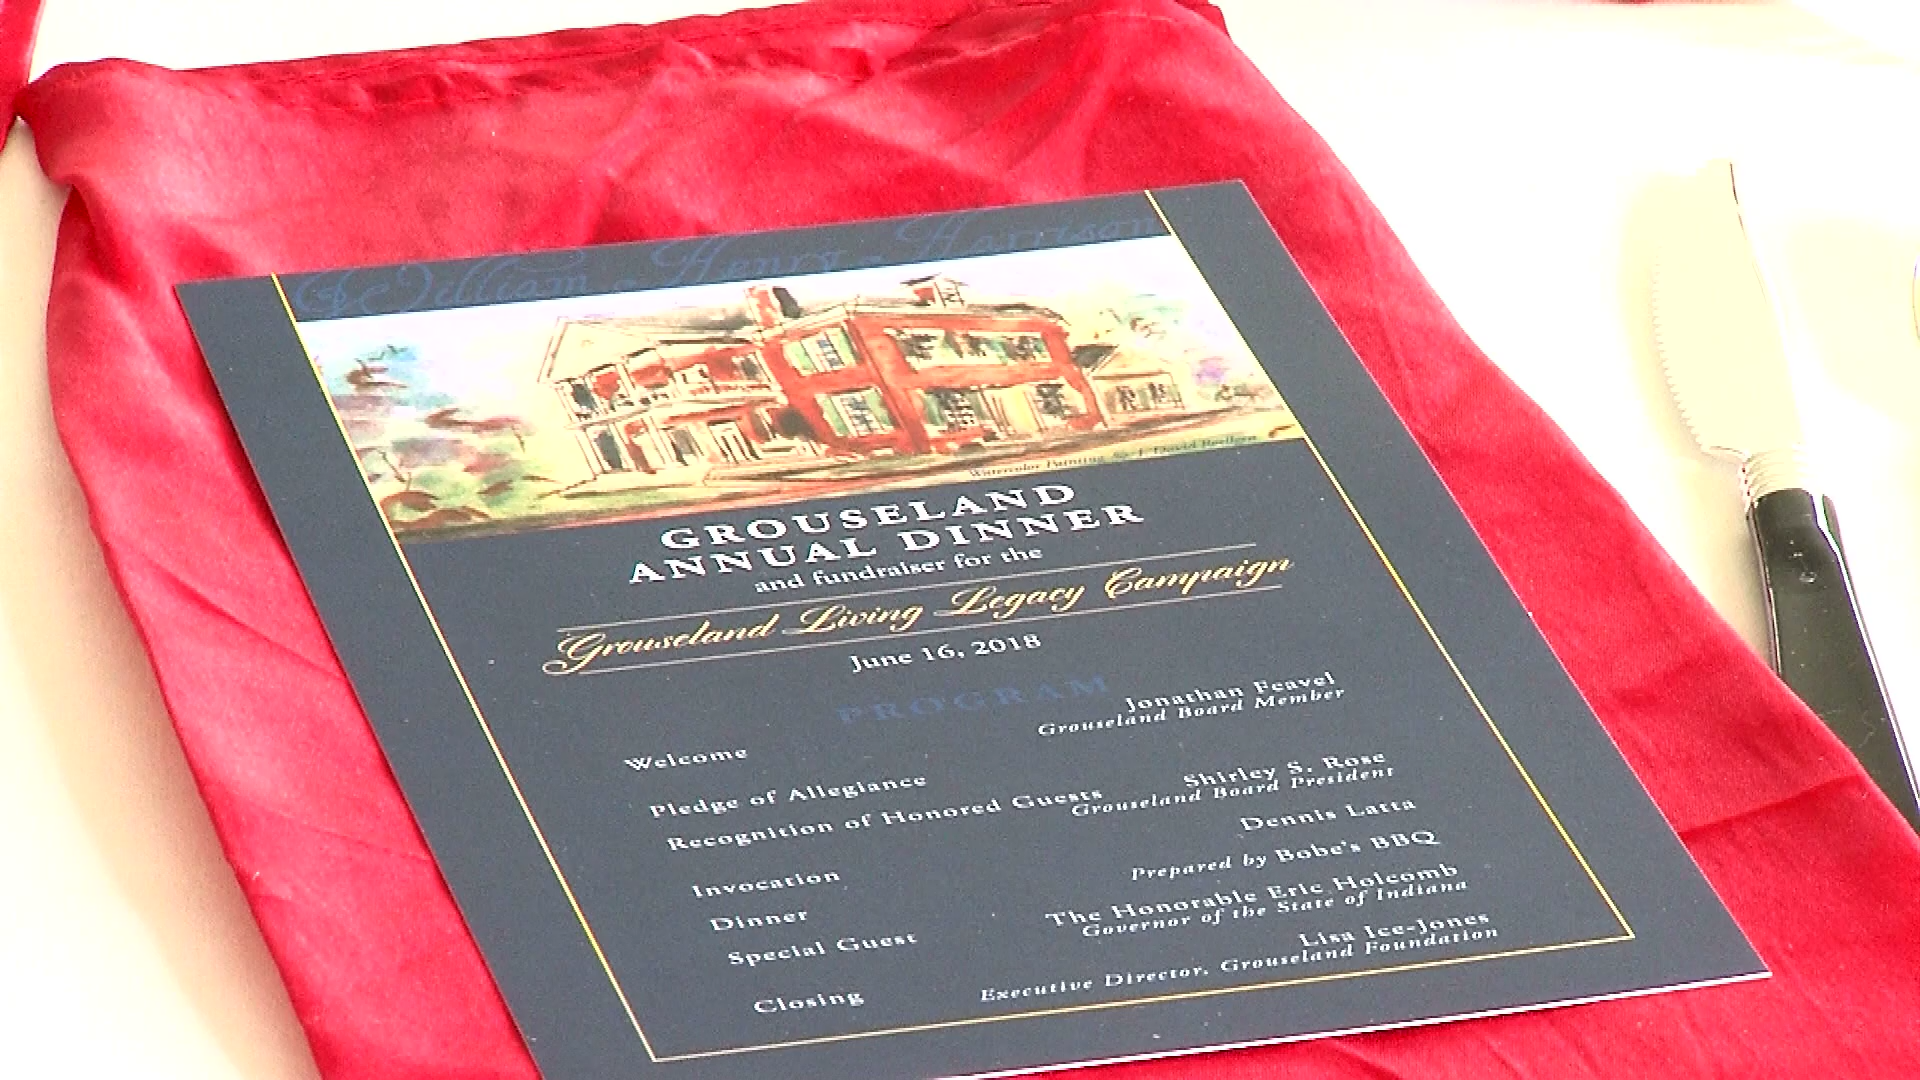 William Henry Harrison
Watercolor Painting by J. David
GROUSELAND
ANNUAL DINNER
and fundraiser for the
Grouseland Living Legacy Campaign
June 16, 2018
PROGRAM
Welcome
Jonathan Feavel
Grouseland Board Member
Pledge of Allegiance
Recognition of Honored Guests
Shirley S. Rose
Grouseland Board President
Invocation
Dennis Latta
Dinner
Prepared by Bobe's BBQ
Special Guest
The Honorable Eric Holcomb
Governor of the State of Indiana
Closing
Lisa Ice-Jones
Executive Director, Grouseland Foundation